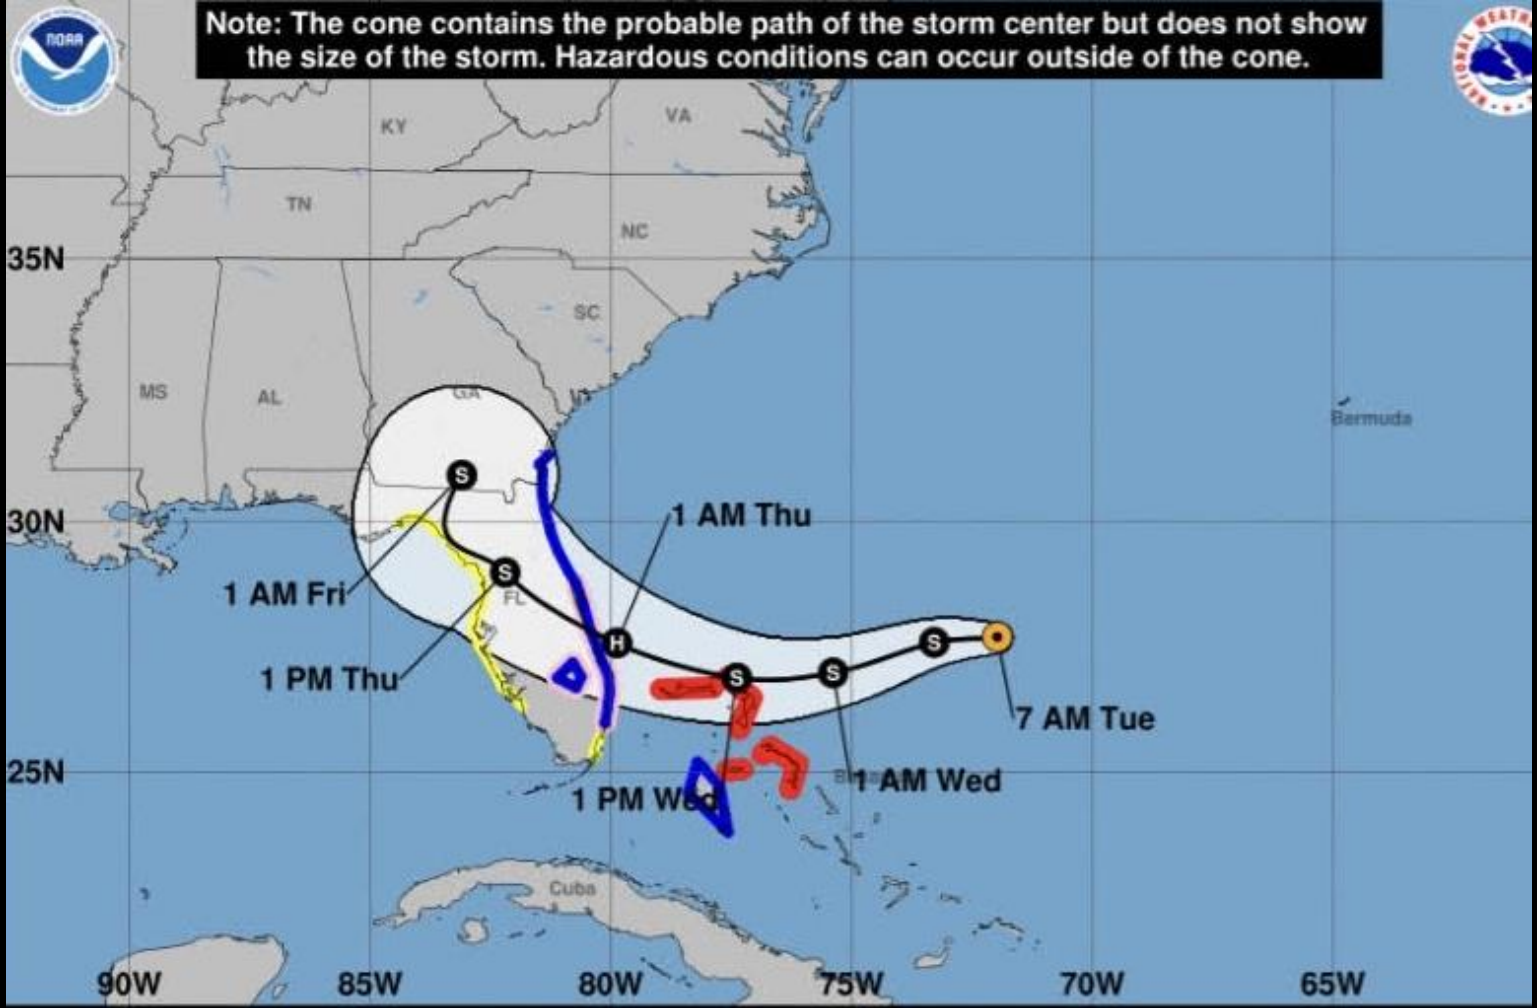 Note: The cone contains the probable path of the storm center but does not show
the size of the storm. Hazardous conditions can occur outside of the cone.
NOAA
NATIONAL WEATH
KY
VA
TN
NC
35N
SC
MS
AL
GA
Bermuda
S
30N
1 AM Thu
S
1 AM Fri
FL
H
S
S
S
1 PM Thu
7 AM Tue
25N
1 AM Wed
1 PM Wed
Cuba
90W
85W
80W
75W
70W
65W